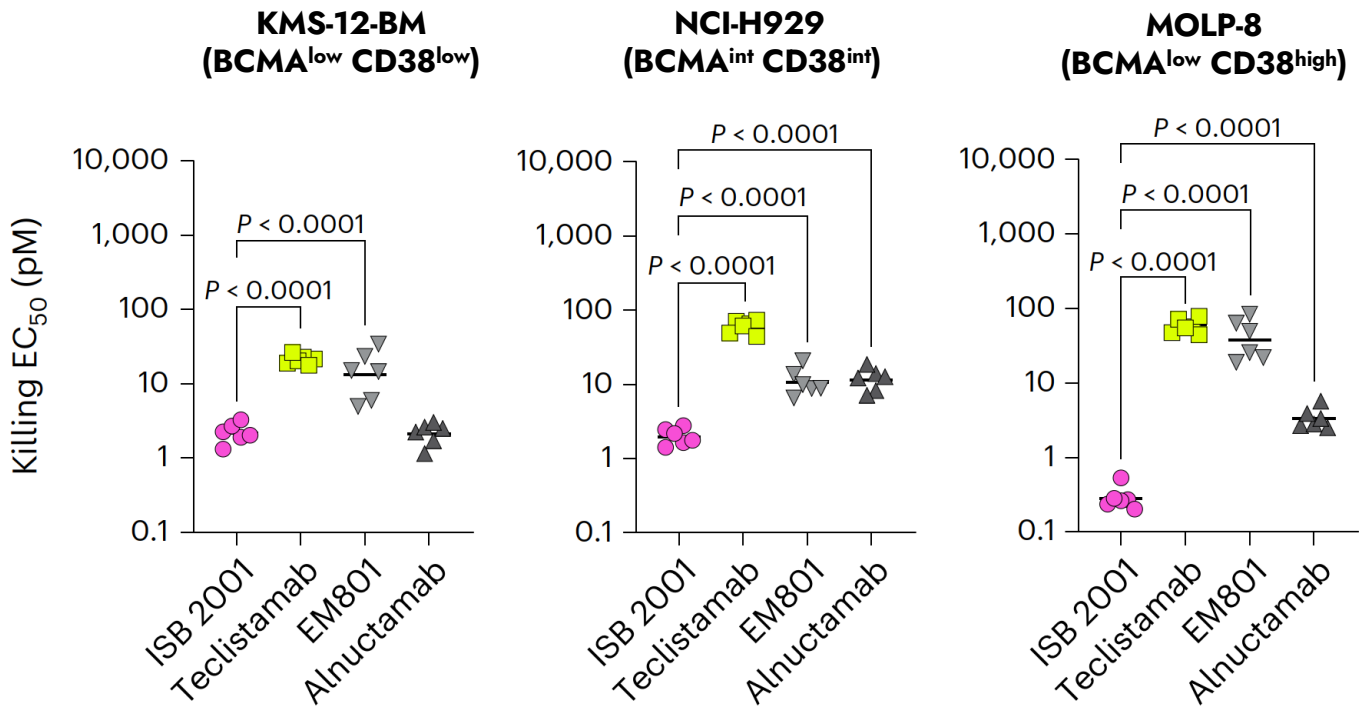 KMS-12-BM
(BCMAlow CD38low)
NCI-H929
(BCMAint CD38int)
MOLP-8
(BCMAlow CD38high)
Killing EC50 (pM)
10,000
1,000
100
10
1
0.1
P < 0.0001
P < 0.0001
ISB 2001
Teclistamab
EM801
Alnuctamab
10,000
1,000
100
10
1
0.1
P < 0.0001
P < 0.0001
P < 0.0001
ISB 2001
Teclistamab
EM801
Alnuctamab
10,000
1,000
100
10
1
0.1
P < 0.0001
P < 0.0001
P < 0.0001
ISB 2001
Teclistamab
EM801
Alnuctamab